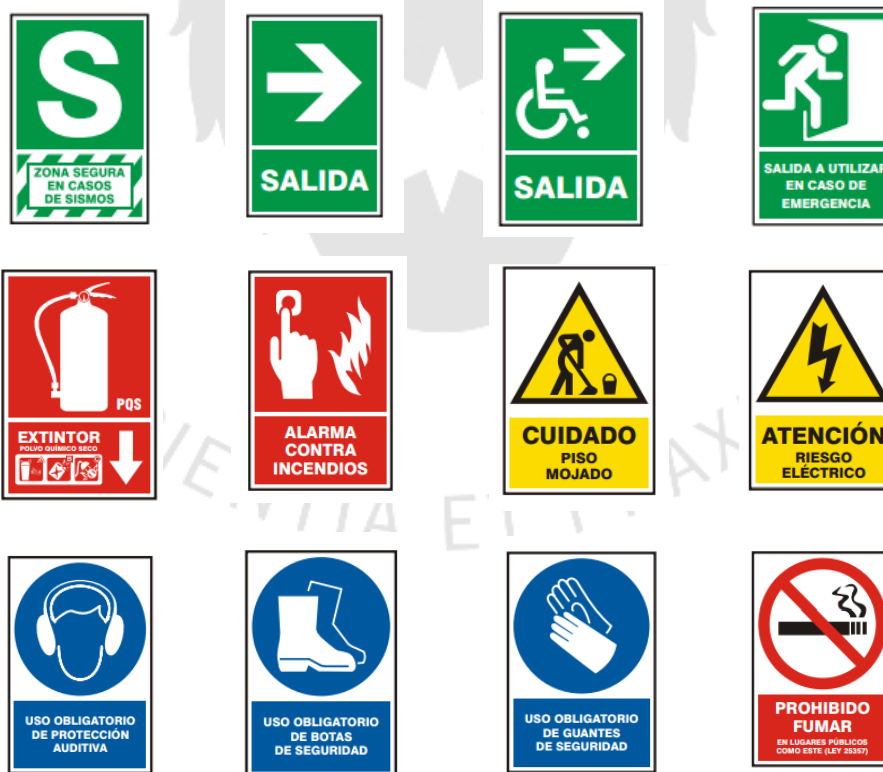 S
ZONA SEGURA
EN CASOS
DE SISMOS
SALIDA
SALIDA
SALIDA A UTILIZAR
EN CASO DE
EMERGENCIA
PQS
EXTINTOR
POLVO QUÍMICO SECO
ALARMA
CONTRA
INCENDIOS
CUIDADO
PISO
MOJADO
ATENCIÓN
RIESGO
ELÉCTRICO
USO OBLIGATORIO
DE PROTECCIÓN
AUDITIVA
USO OBLIGATORIO
DE BOTAS
DE SEGURIDAD
USO OBLIGATORIO
DE GUANTES
DE SEGURIDAD
PROHIBIDO
FUMAR
EN LUGARES PÚBLICOS
COMO ESTE (LEY 25357)